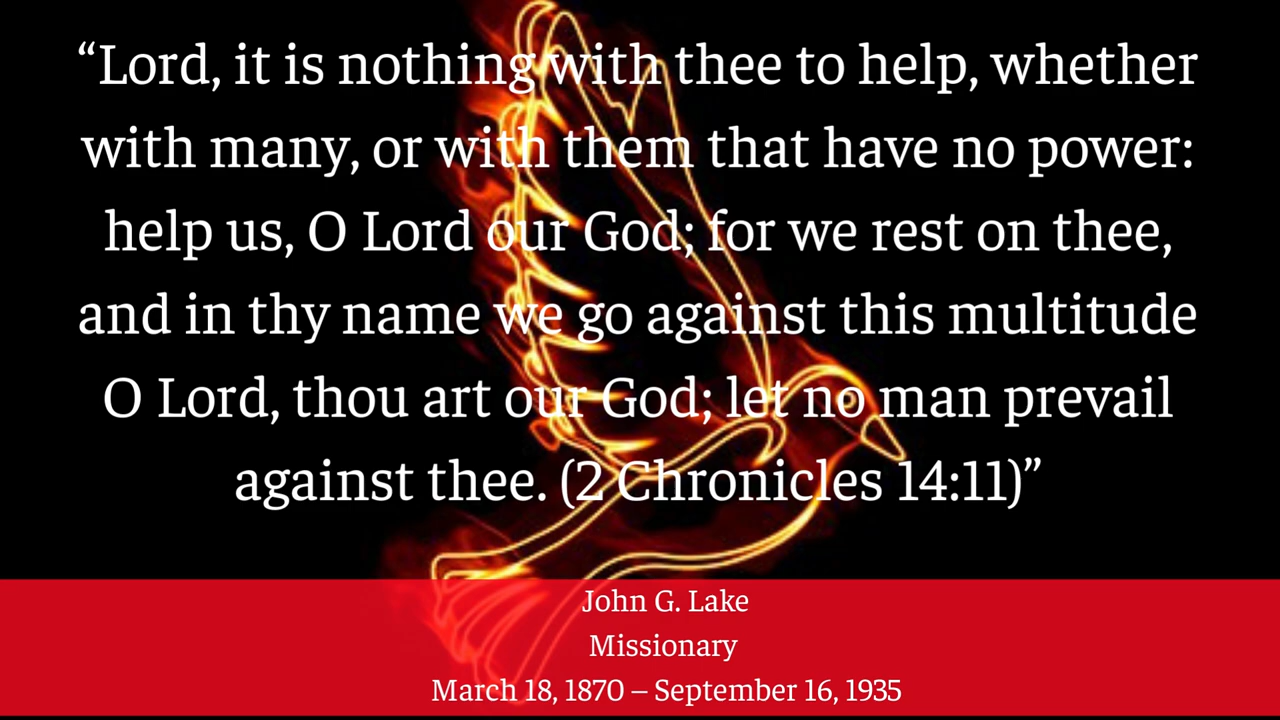 “Lord, it is nothing with thee to help, whether
with many, or with them that have no power:
help us, O Lord our God; for we rest on thee,
and in thy name we go against this multitude
O Lord, thou art our God; let no man prevail
against thee. (2 Chronicles 14:11)”
John G. Lake
Missionary
March 18, 1870 – September 16, 1935